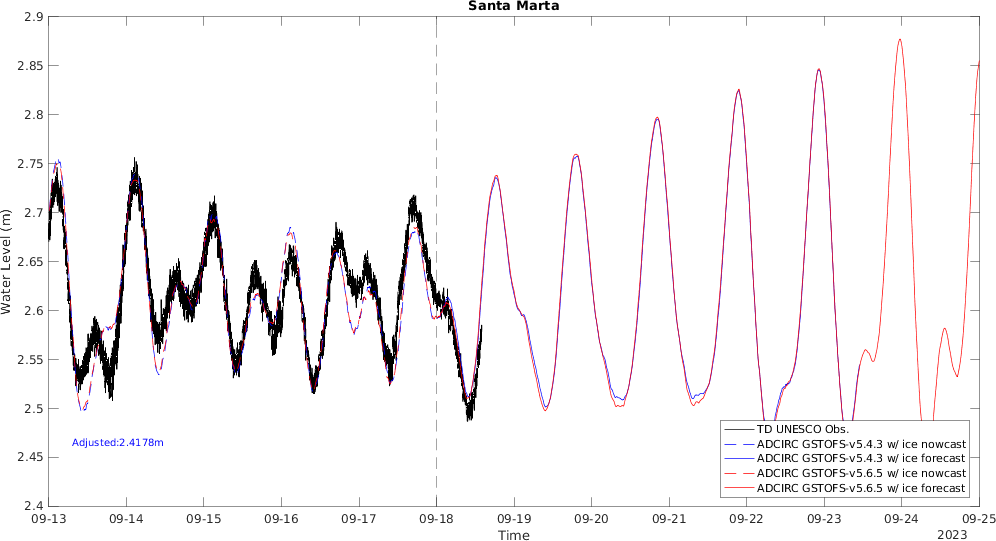 Santa Marta
2.9
2.85
2.8
2.75
2.7
2.65
2.6
2.55
2.5
2.45
2.4
Water Level (m)
Adjusted:2.4178m
TD UNESCO Obs.
ADCIRC GSTOFS-v5.4.3 w/ ice nowcast
ADCIRC GSTOFS-v5.4.3 w/ ice forecast
ADCIRC GSTOFS-v5.6.5 w/ ice nowcast
ADCIRC GSTOFS-v5.6.5 w/ ice forecast
09-13 09-14 09-15 09-16 09-17 09-18 09-19 09-20 09-21 09-22 09-23 09-24 09-25
Time
2023